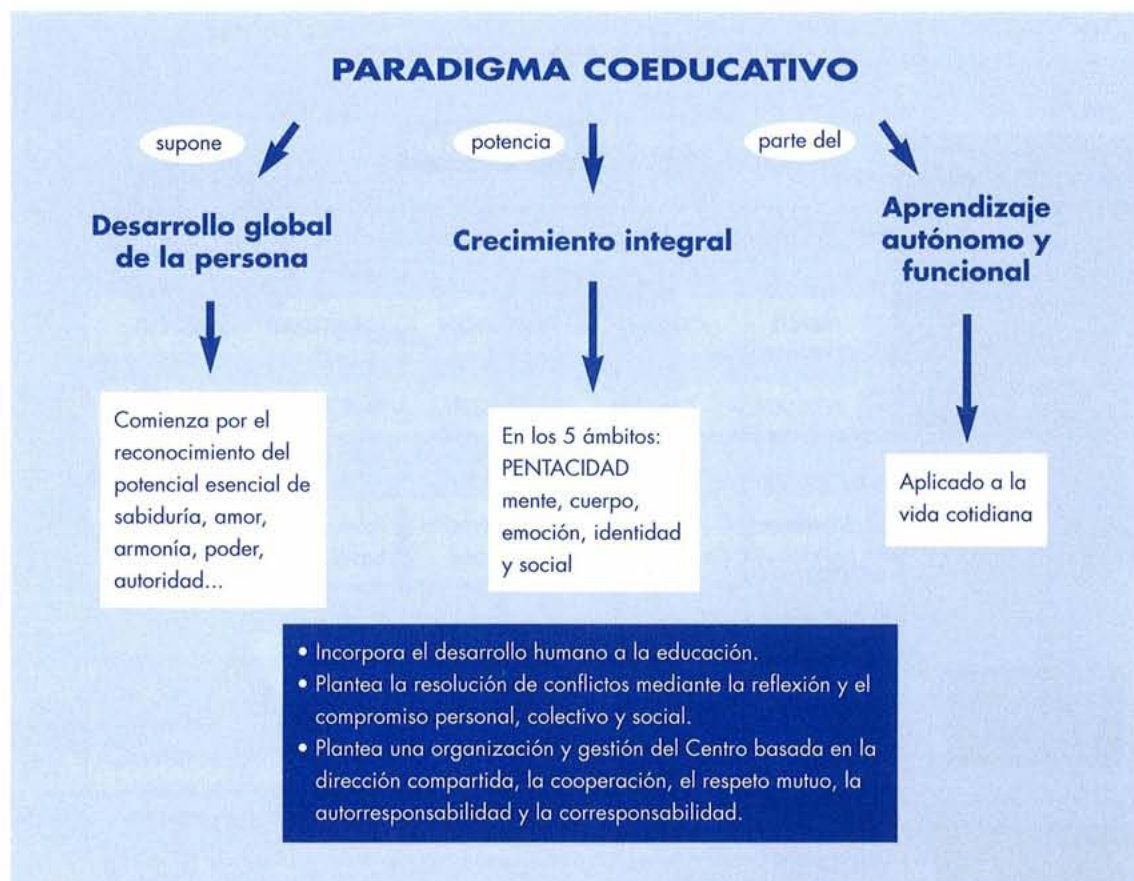 PARADIGMA COEDUCATIVO
supone
potencia
parte del
Desarrollo global
de la persona
Crecimiento integral
Aprendizaje
autónomo y
funcional
Comienza por el
reconocimiento del
potencial esencial de
sabiduría, amor,
armonía, poder,
autoridad...
En los 5 ámbitos:
PENTACIDAD
mente, cuerpo,
emoción, identidad
y social
Aplicado a la
vida cotidiana
• Incorpora el desarrollo humano a la educación.
• Plantea la resolución de conflictos mediante la reflexión y el
compromiso personal, colectivo y social.
• Plantea una organización y gestión del Centro basada en la
dirección compartida, la cooperación, el respeto mutuo, la
autorresponsabilidad y la corresponsabilidad.